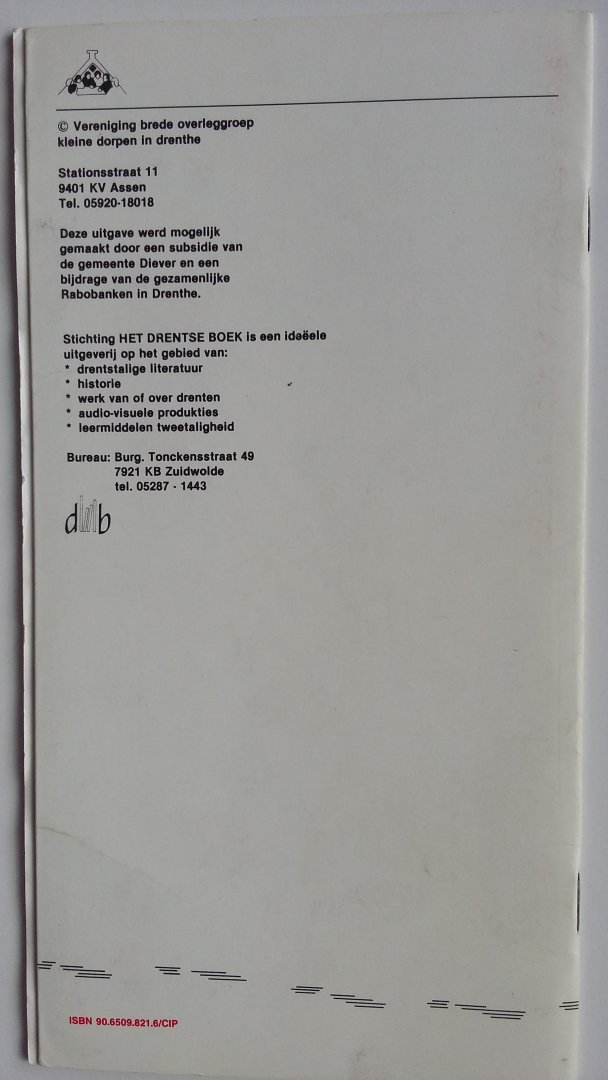 © Vereniging brede overleggroep
kleine dorpen in drenthe
Stationsstraat 11
9401 KV Assen
Tel. 05920-18018
Deze uitgave werd mogelijk
gemaakt door een subsidie van
de gemeente Diever en een
bijdrage van de gezamenlijke
Rabobanken in Drenthe.
Stichting HET DRENTSE BOEK is een ideëele
uitgeverij op het gebied van:
* drentstalige literatuur
* historie
* werk van of over drenten
* audio-visuele produkties
* leermiddelen tweetaligheid
Bureau: Burg. Tonckensstraat 49
7921 KB Zuidwolde
tel. 05287 - 1443
db
ISBN 90.6509.821.6/CIP